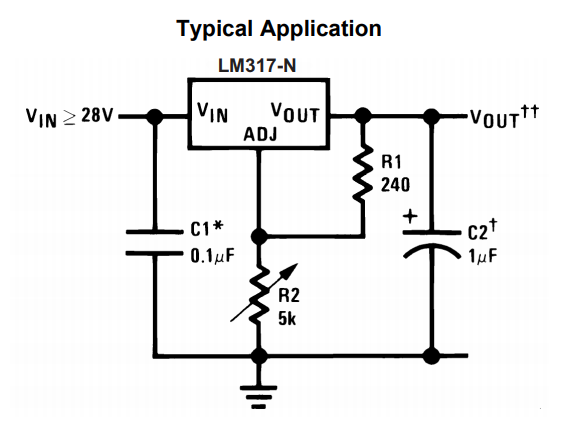 Typical Application
LM317-N
VIN ≥ 28V
VIN
VOUT
VOUT††
ADJ
R1
240
C1*
0.1μF
+
C2†
1μF
R2
5k